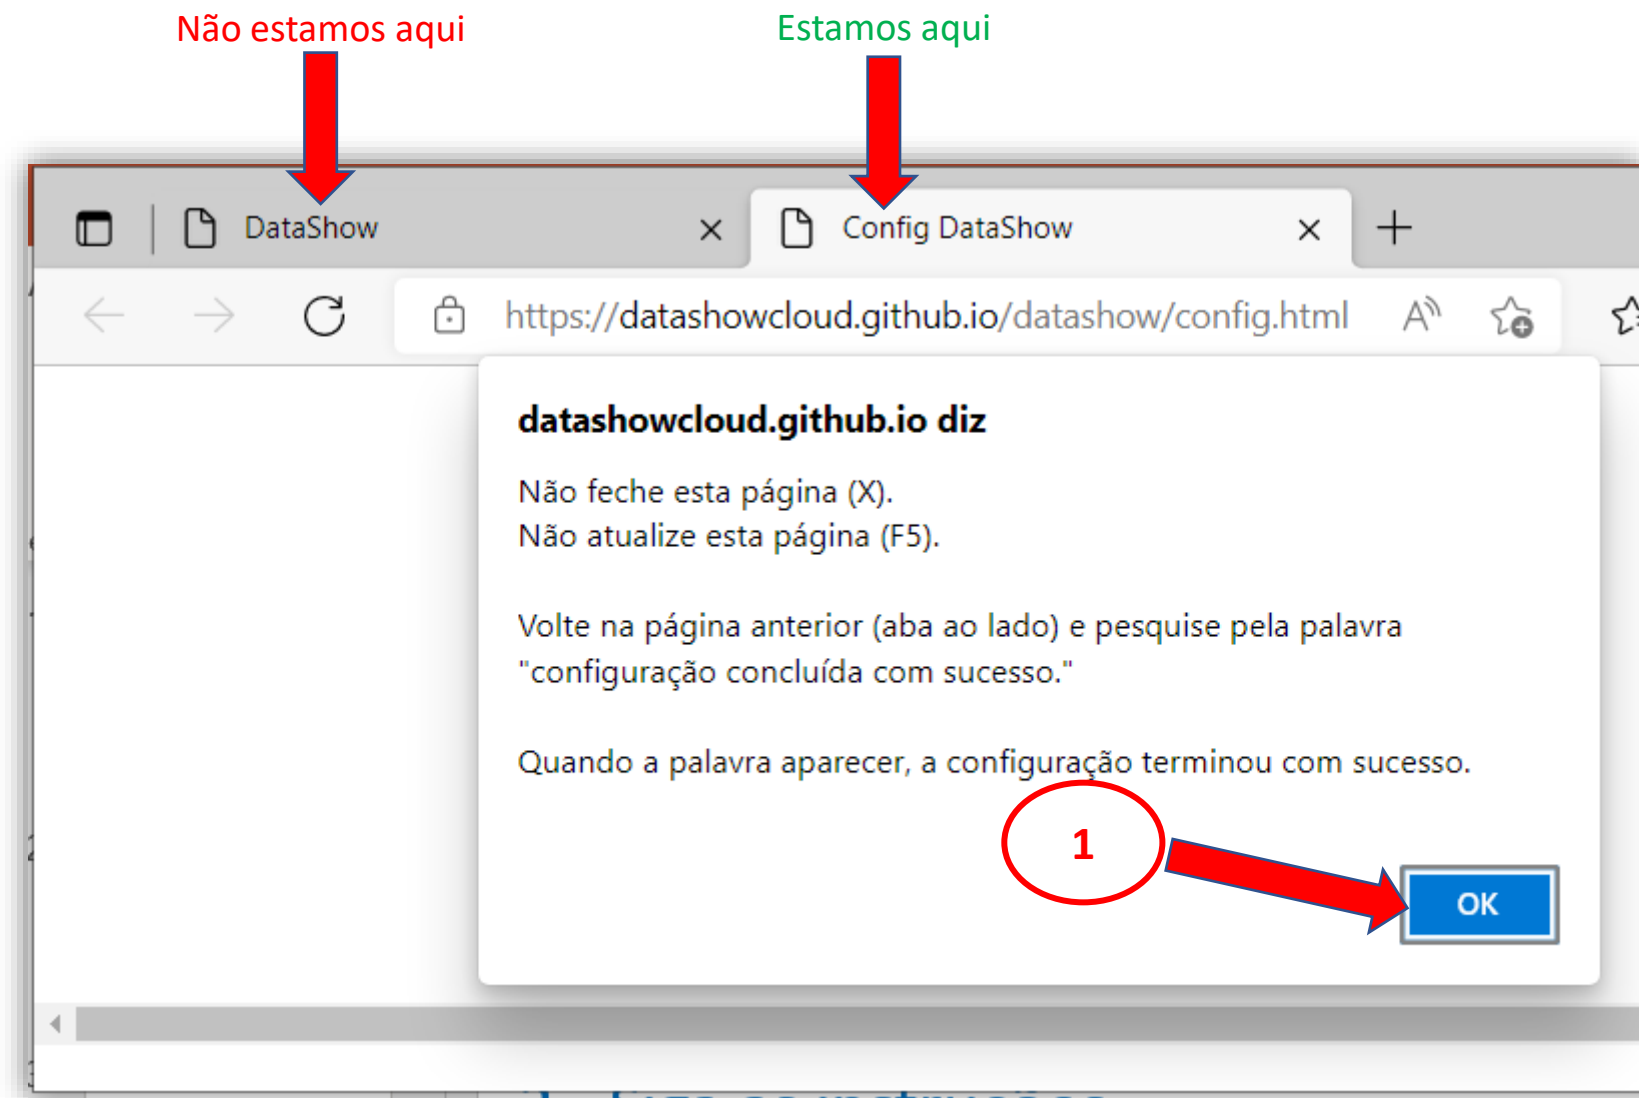 Não estamos aqui
Estamos aqui
DataShow
Config DataShow
https://datashowcloud.github.io/datashow/config.html
datashowcloud.github.io diz
Não feche esta página (X).
Não atualize esta página (F5).
Volte na página anterior (aba ao lado) e pesquise pela palavra
"configuração concluída com sucesso."
Quando a palavra aparecer, a configuração terminou com sucesso.
1
OK